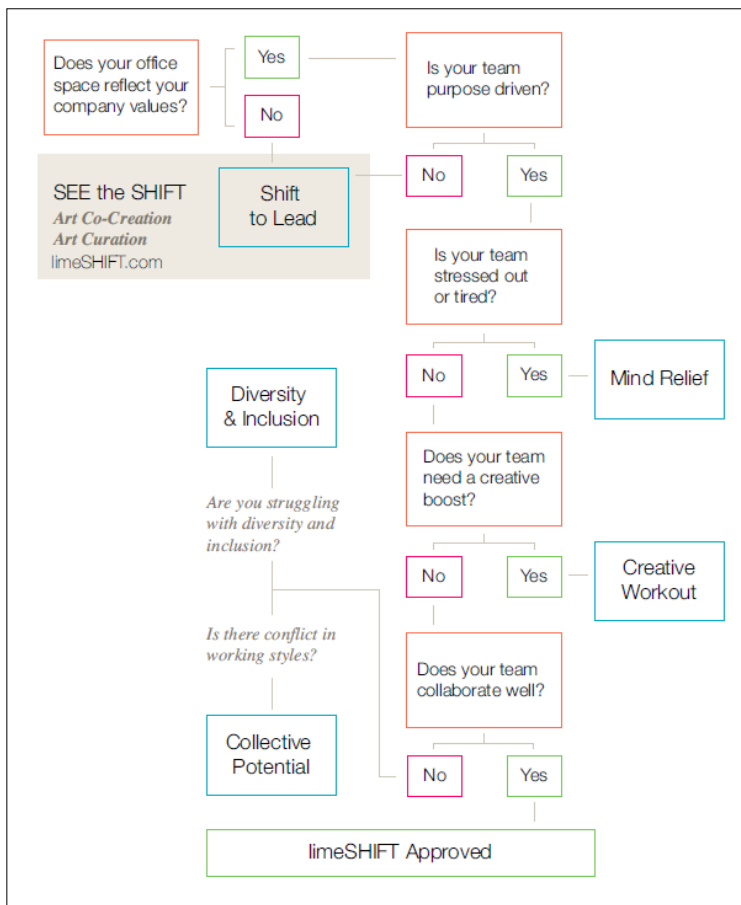 Does your office
space reflect your
company values?
Yes
No
Is your team
purpose driven?
No
Yes
SEE the SHIFT
Art Co-Creation
Art Curation
limeSHIFT.com
Shift
to Lead
Is your team
stressed out
or tired?
No
Yes
Mind Relief
Diversity
& Inclusion
Does your team
need a creative
boost?
Are you struggling
with diversity and
inclusion?
No
Yes
Creative
Workout
Is there conflict in
working styles?
Does your team
collaborate well?
Collective
Potential
No
Yes
limeSHIFT Approved